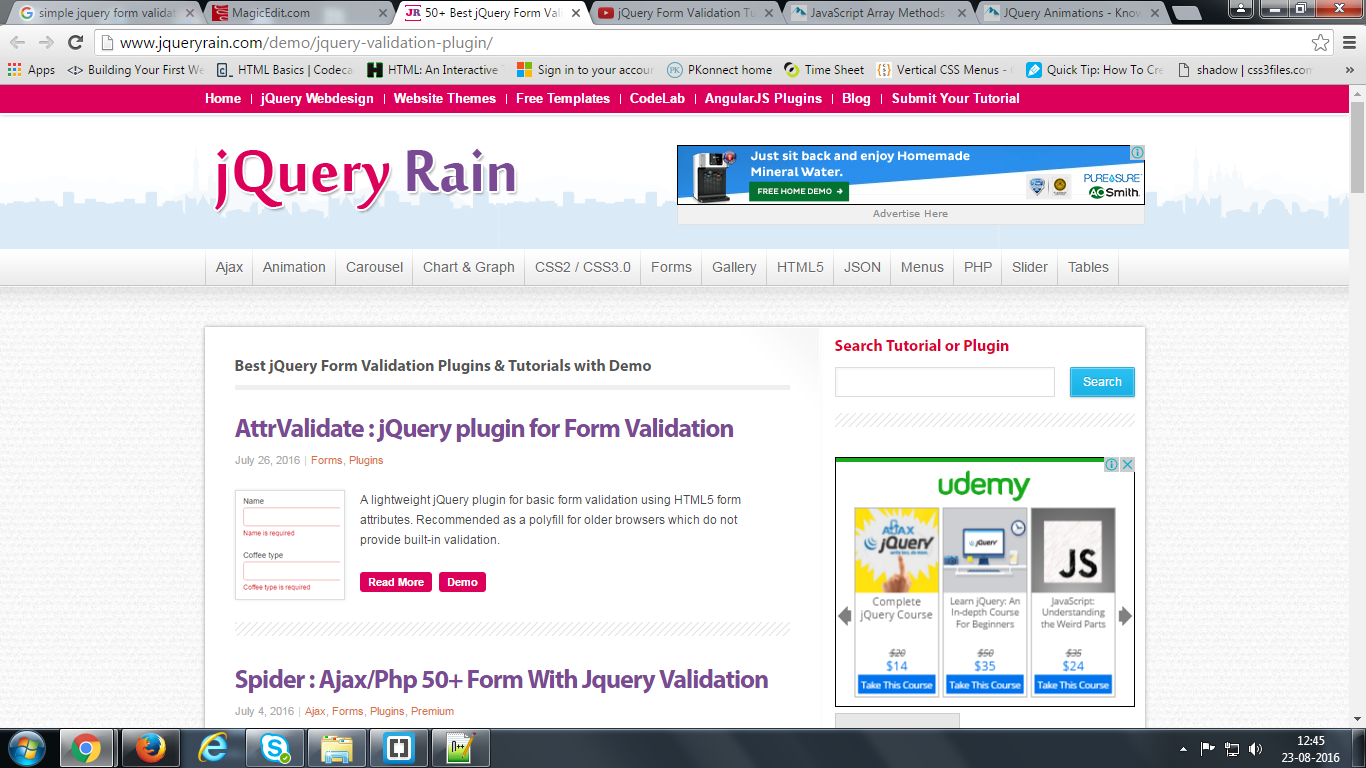 simple jquery form validat
MagicEdit.com
JR 50+ Best jQuery Form Val
jQuery Form Validation Tu
JavaScript Array Methods
JQuery Animations - Know
www.jqueryrain.com/demo/jquery-validation-plugin/
Apps
Building Your First We
HTML Basics | Codeca
HTML: An Interactive T
Sign in to your accoun
PKonnect home
Time Sheet
Vertical CSS Menus - 
Quick Tip: How To Cre
shadow | css3files.com
Home | jQuery Webdesign | Website Themes | Free Templates | CodeLab | AngularJS Plugins | Blog | Submit Your Tutorial
jQuery Rain
Just sit back and enjoy Homemade
Mineral Water.
FREE HOME DEMO
PURE&SURE
AO Smith.
Advertise Here
Ajax Animation Carousel Chart & Graph CSS2 / CSS3.0 Forms Gallery HTML5 JSON Menus PHP Slider Tables
Best jQuery Form Validation Plugins & Tutorials with Demo
AttrValidate : jQuery plugin for Form Validation
July 26, 2016 | Forms, Plugins
Name
Name is required
Coffee type
Coffee type is required
A lightweight jQuery plugin for basic form validation using HTML5 form
attributes. Recommended as a polyfill for older browsers which do not
provide built-in validation.
Read More Demo
Spider : Ajax/Php 50+ Form With Jquery Validation
July 4, 2016 | Ajax, Forms, Plugins, Premium
Search Tutorial or Plugin
Search
udemy
AJAX
jQuery
Complete
jQuery Course
$20
$14
Take This Course
jQuery
Learn jQuery: An
In-depth Course
For Beginners
$50
$35
Take This Course
JS
JavaScript:
Understanding
the Weird Parts
$35
$24
Take This Course
12:45
23-08-2016